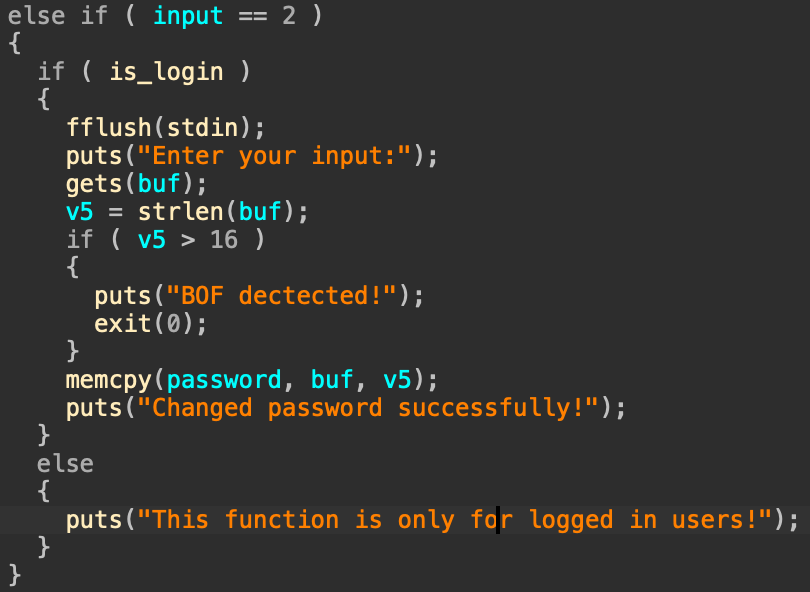 else if ( input == 2 )
{
  if ( is_login )
  {
    fflush(stdin);
    puts("Enter your input:");
    gets(buf);
    v5 = strlen(buf);
    if ( v5 > 16 )
    {
      puts("BOF dectected!");
      exit(0);
    }
    memcpy(password, buf, v5);
    puts("Changed password successfully!");
  }
  else
  {
    puts("This function is only for logged in users!");
  }
}